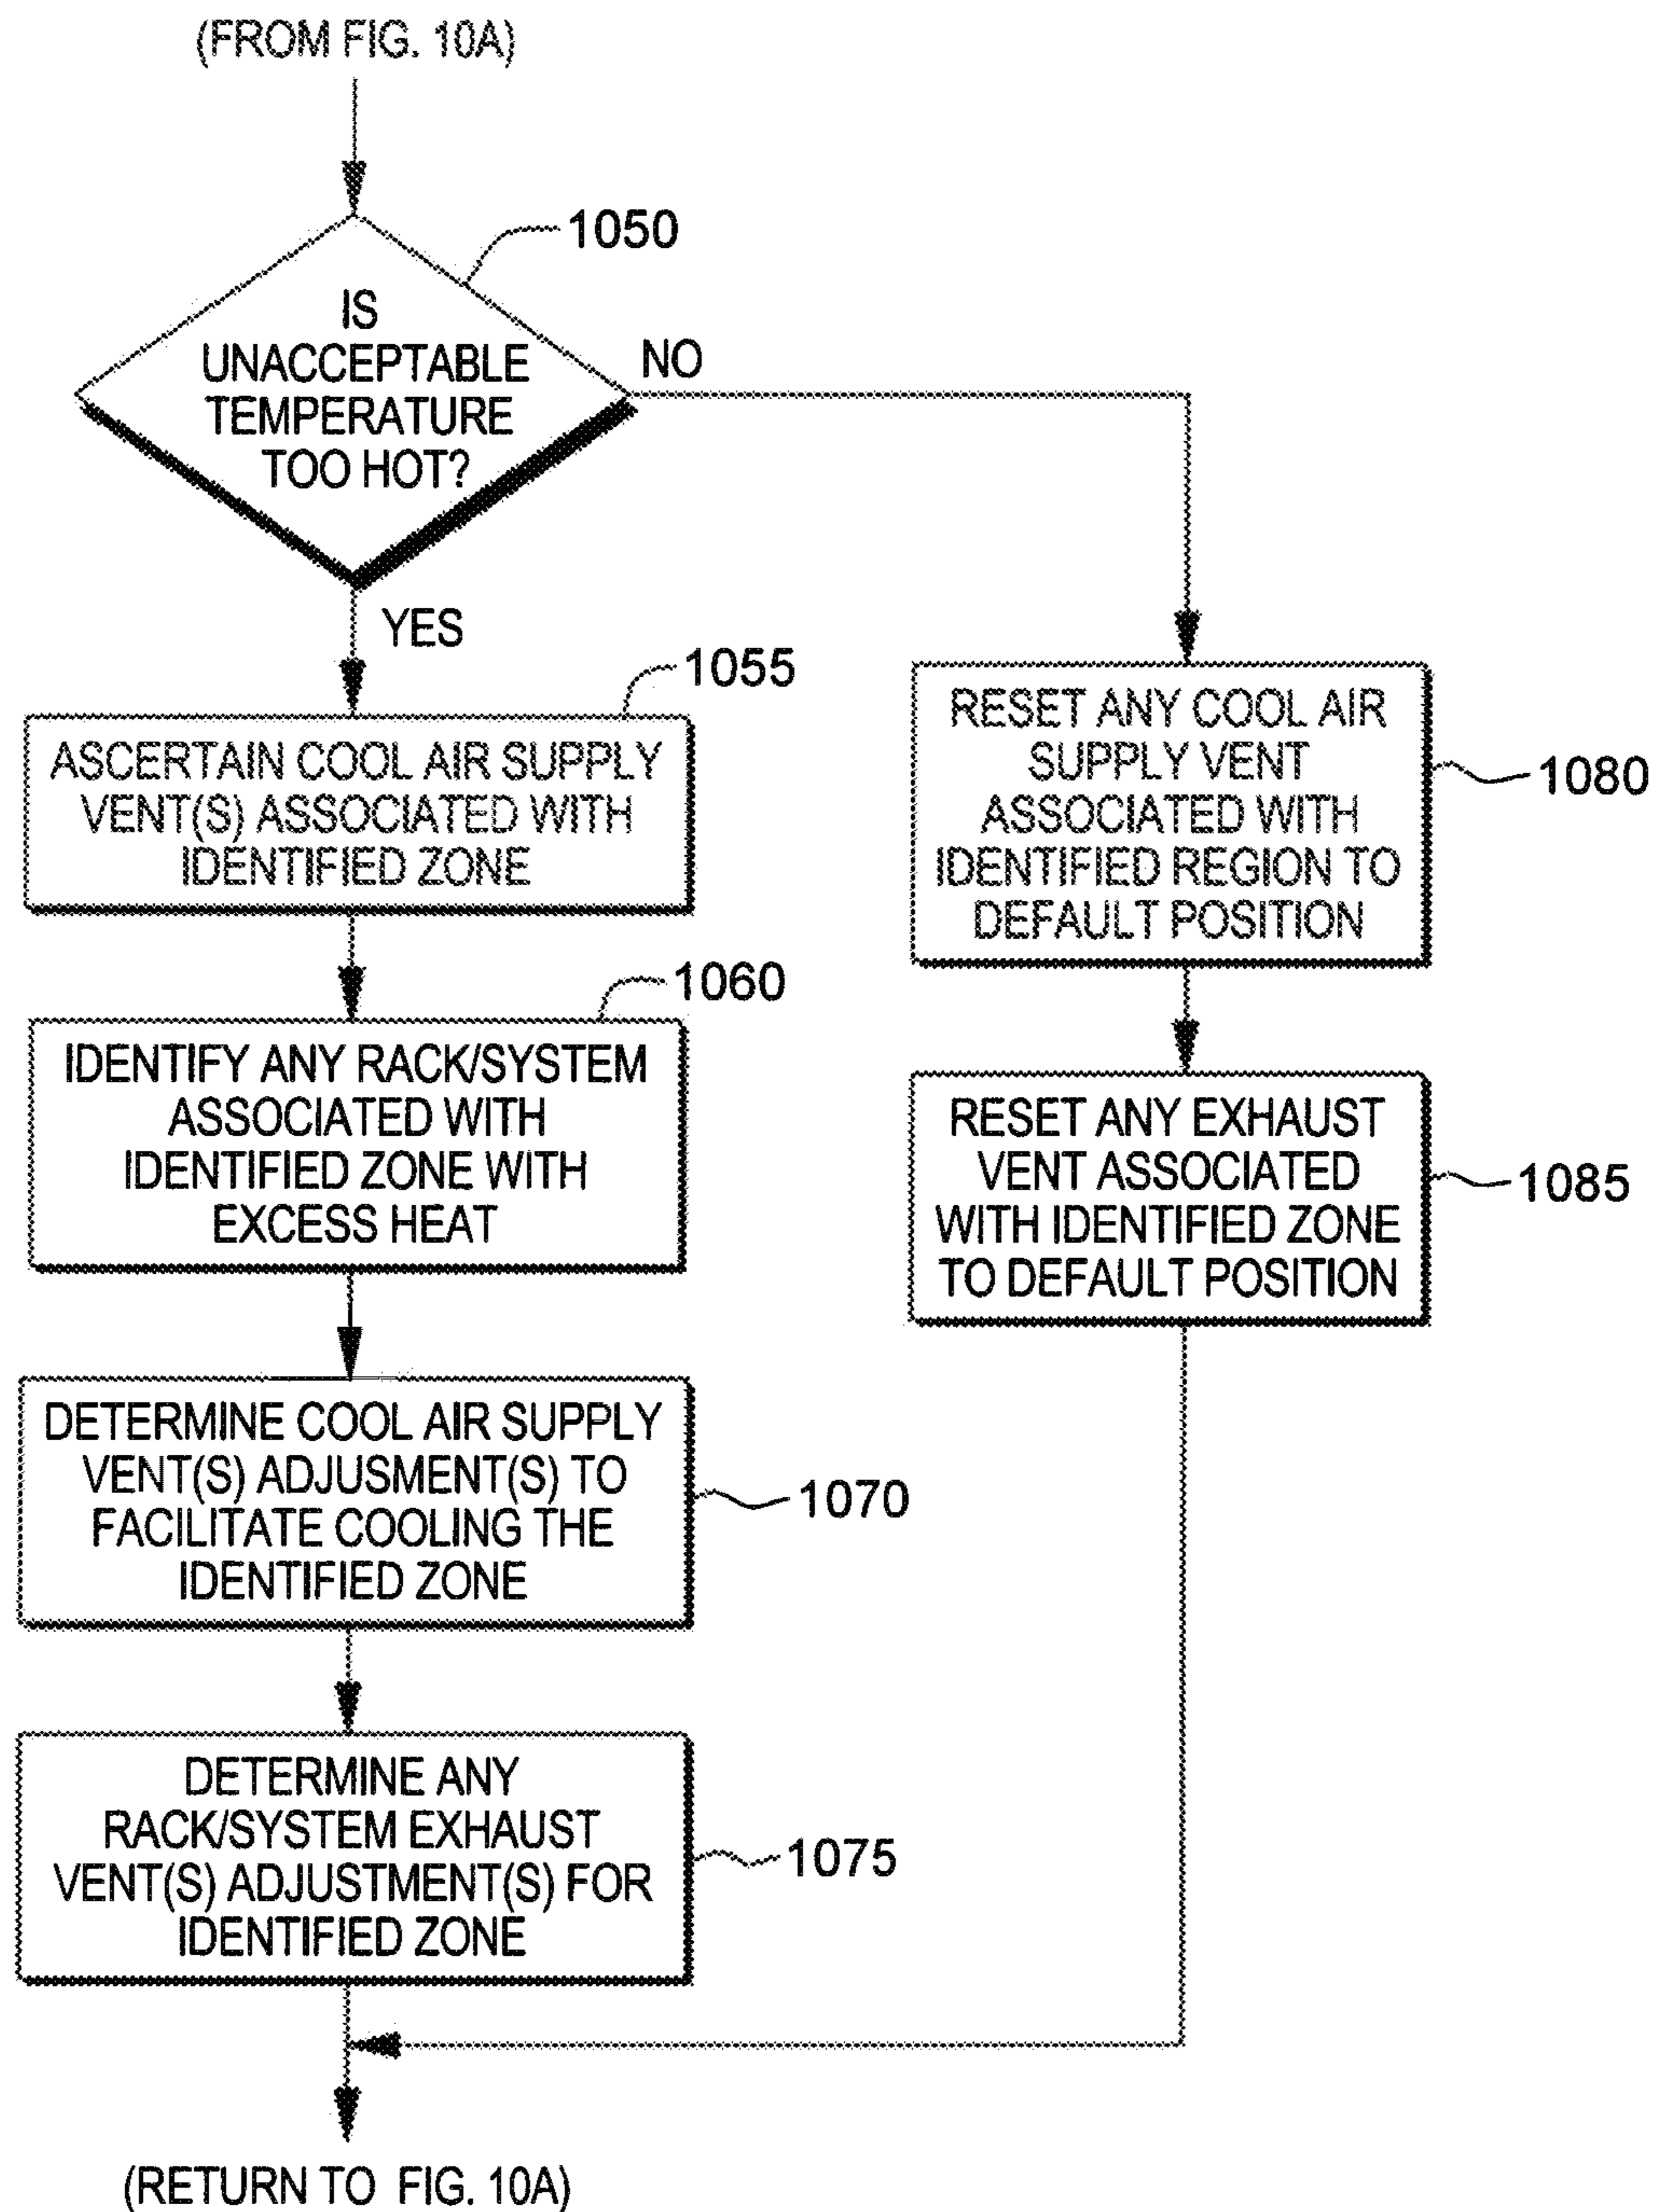 (FROM FIG. 10A)
1050
IS
UNACCEPTABLE
TEMPERATURE
TOO HOT?
NO
YES
1055
ASCERTAIN COOL AIR SUPPLY
VENT(S) ASSOCIATED WITH
IDENTIFIED ZONE
1060
IDENTIFY ANY RACK/SYSTEM
ASSOCIATED WITH
IDENTIFIED ZONE WITH
EXCESS HEAT
DETERMINE COOL AIR SUPPLY
VENT(S) ADJUSMENT(S) TO
FACILITATE COOLING THE
IDENTIFIED ZONE
1070
DETERMINE ANY
RACK/SYSTEM EXHAUST
VENT(S) ADJUSTMENT(S) FOR
IDENTIFIED ZONE
1075
RESET ANY COOL AIR
SUPPLY VENT
ASSOCIATED WITH
IDENTIFIED REGION TO
DEFAULT POSITION
1080
RESET ANY EXHAUST
VENT ASSOCIATED
WITH IDENTIFIED ZONE
TO DEFAULT POSITION
1085
(RETURN TO FIG. 10A)